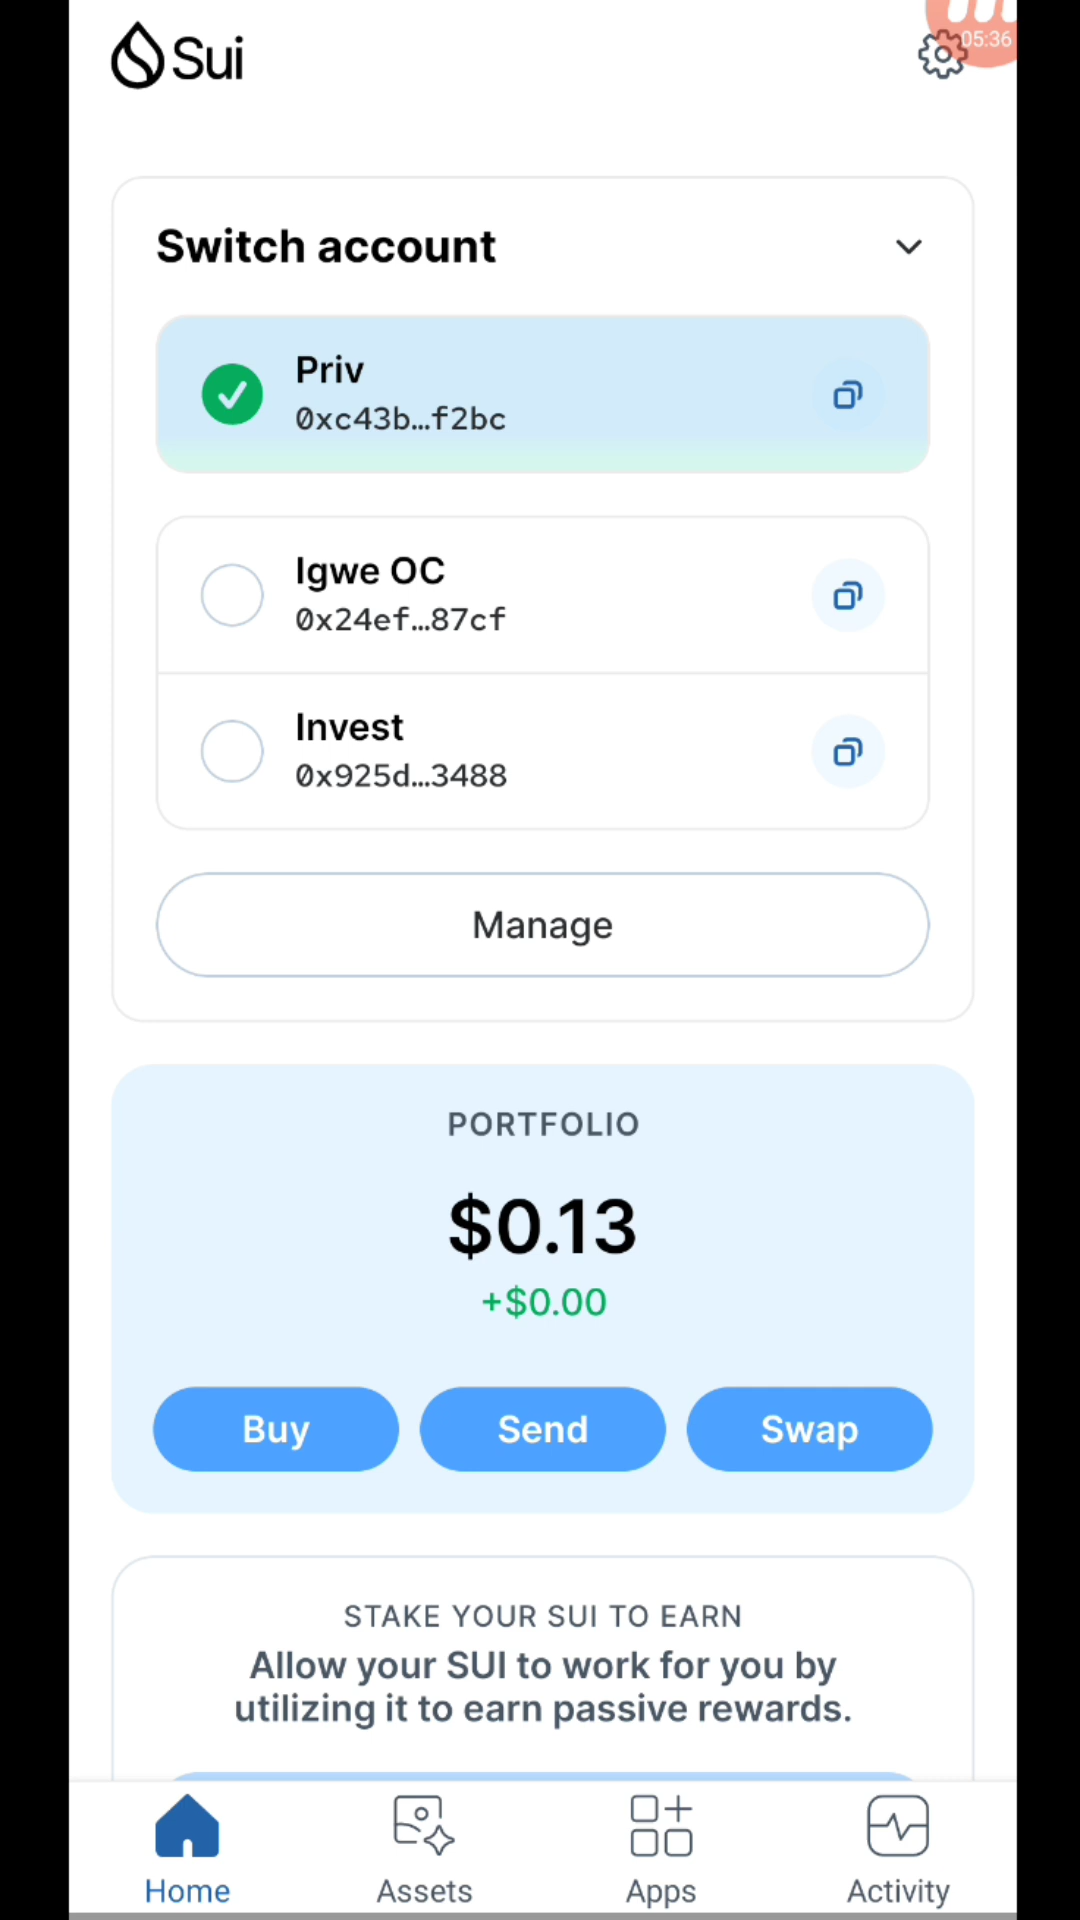 Sui
05:36
Switch account
Priv
0xc43b...f2bc
Igwe OC
0x24ef...87cf
Invest
0x925d...3488
Manage
PORTFOLIO
$0.13
+$0.00
Buy
Send
Swap
STAKE YOUR SUI TO EARN
Allow your SUI to work for you by
utilizing it to earn passive rewards.
Home
Assets
Apps
Activity